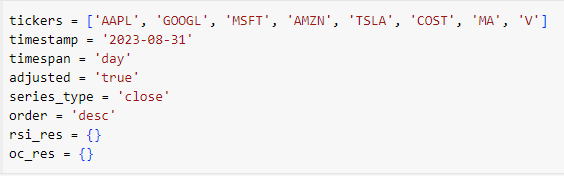 tickers = ['AAPL', 'GOOGL', 'MSFT', 'AMZN', 'TSLA', 'COST', 'MA', 'V']
timestamp = '2023-08-31'
timespan = 'day'
adjusted = 'true'
series_type = 'close'
order = 'desc'
rsi_res = {}
oc_res = {}